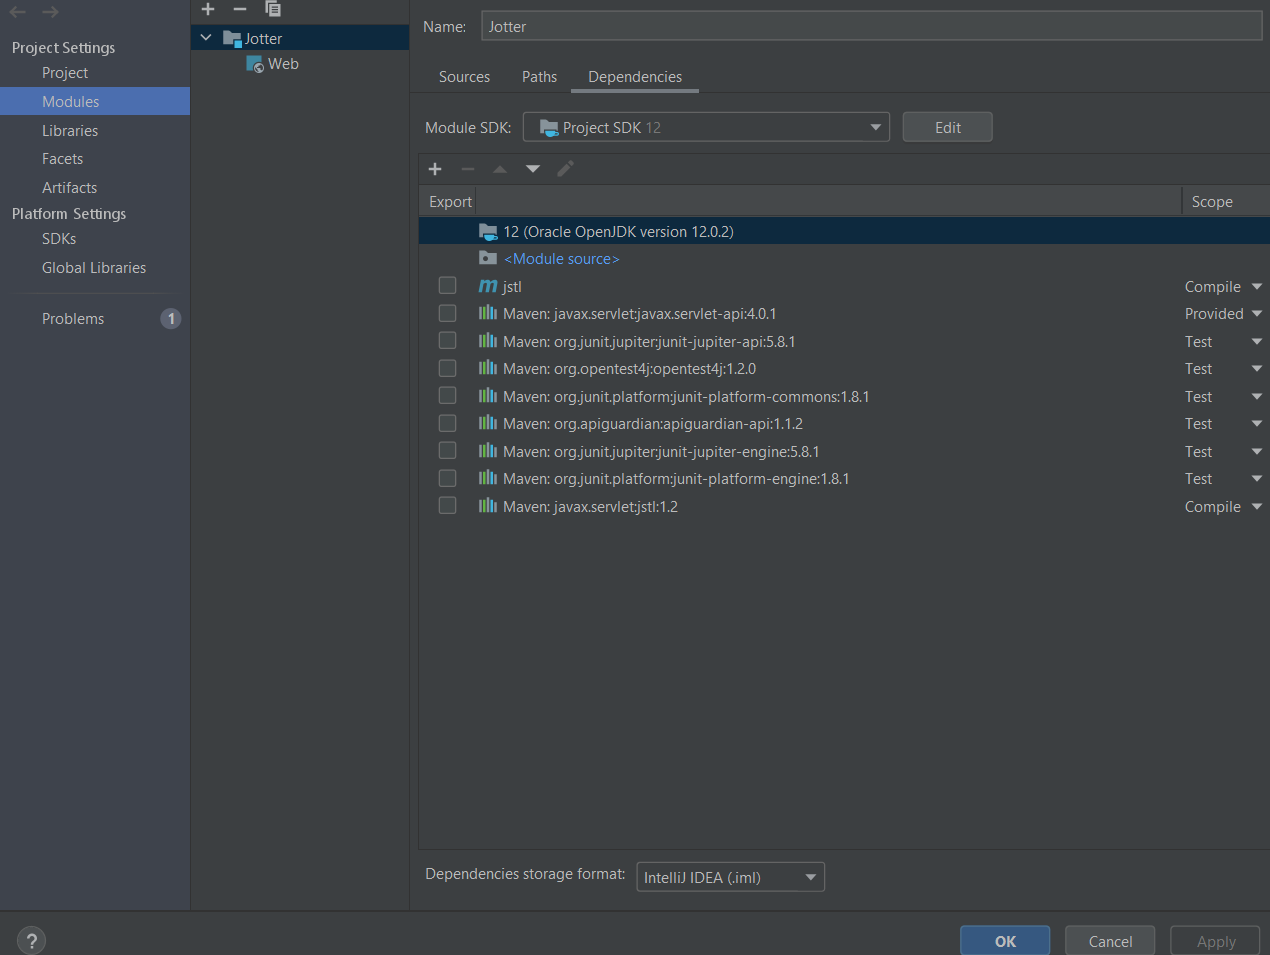 Project Settings
Project
Modules
Libraries
Facets
Artifacts
Platform Settings
SDKs
Global Libraries
Problems 1
Jotter
Web
Name: Jotter
Sources Paths Dependencies
Module SDK: Project SDK 12 Edit
Export Scope
12 (Oracle OpenJDK version 12.0.2)
<Module source>
m jstl Compile
Maven: javax.servlet:javax.servlet-api:4.0.1 Provided
Maven: org.junit.jupiter:junit-jupiter-api:5.8.1 Test
Maven: org.opentest4j:opentest4j:1.2.0 Test
Maven: org.junit.platform:junit-platform-commons:1.8.1 Test
Maven: org.apiguardian:apiguardian-api:1.1.2 Test
Maven: org.junit.jupiter:junit-jupiter-engine:5.8.1 Test
Maven: org.junit.platform:junit-platform-engine:1.8.1 Test
Maven: javax.servlet:jstl:1.2 Compile
Dependencies storage format: IntelliJ IDEA (.iml)
? OK Cancel Apply